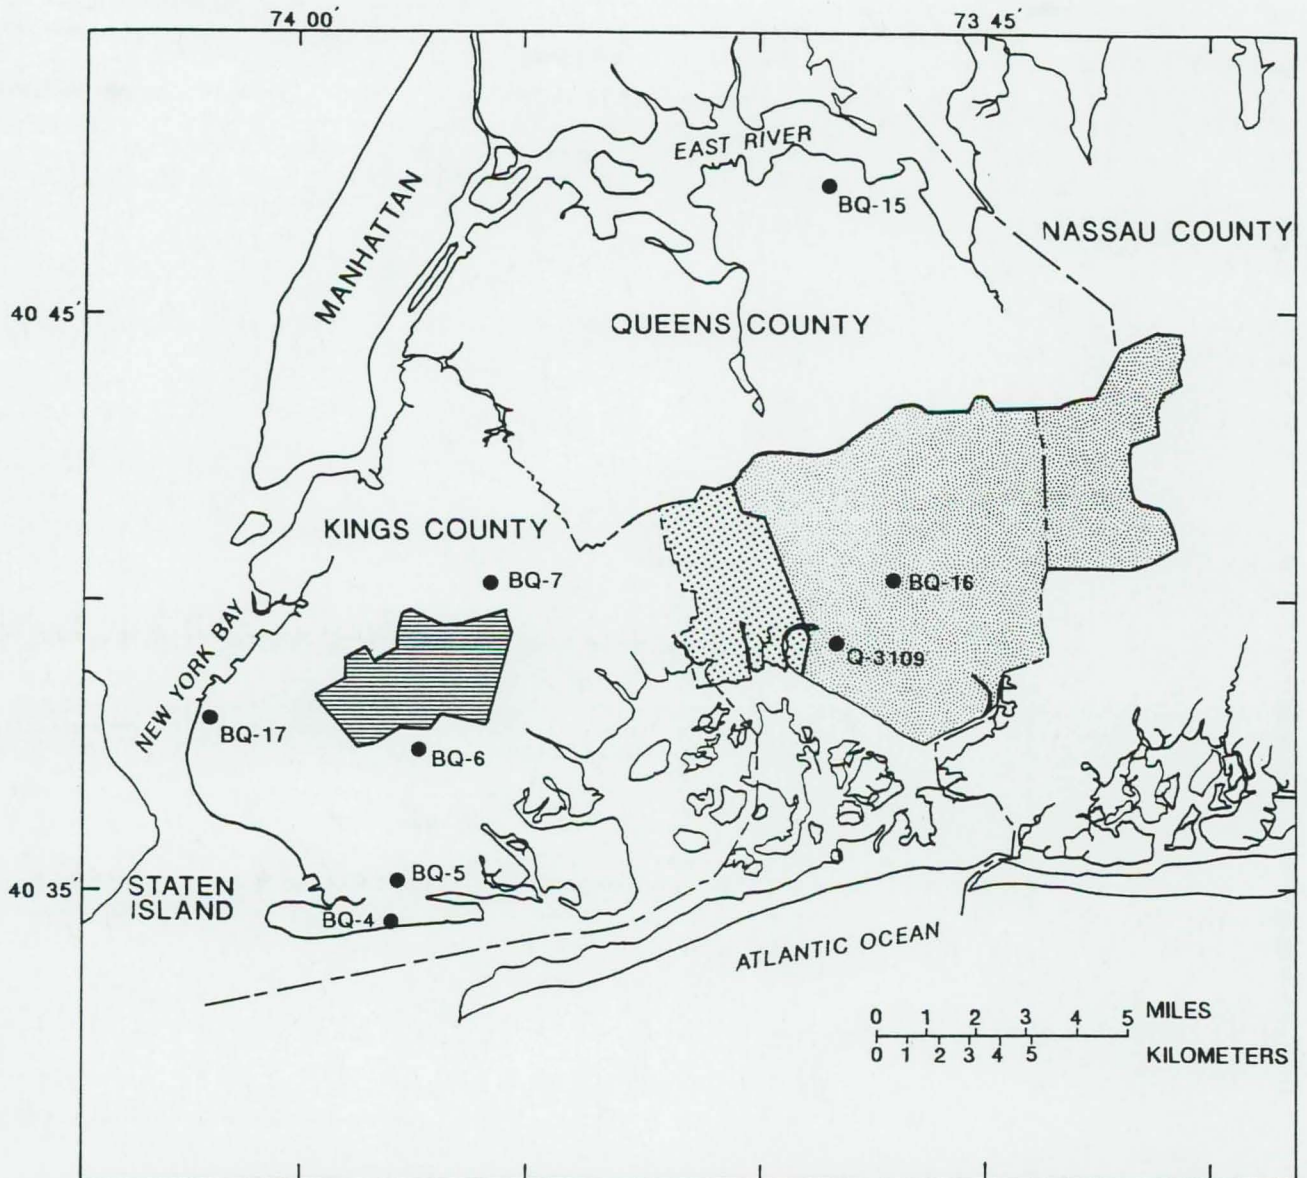 74 00′
73 45′
EAST RIVER
BQ-15
MANHATTAN
NASSAU COUNTY
40 45′
QUEENS COUNTY
KINGS COUNTY
BQ-7
BQ-16
Q-3109
NEW YORK BAY
BQ-17
BQ-6
BQ-5
40 35
STATEN
ISLAND
BQ-4
ATLANTIC OCEAN
0 1 2 3 4 5 MILES
0 1 2 3 4 5 KILOMETERS